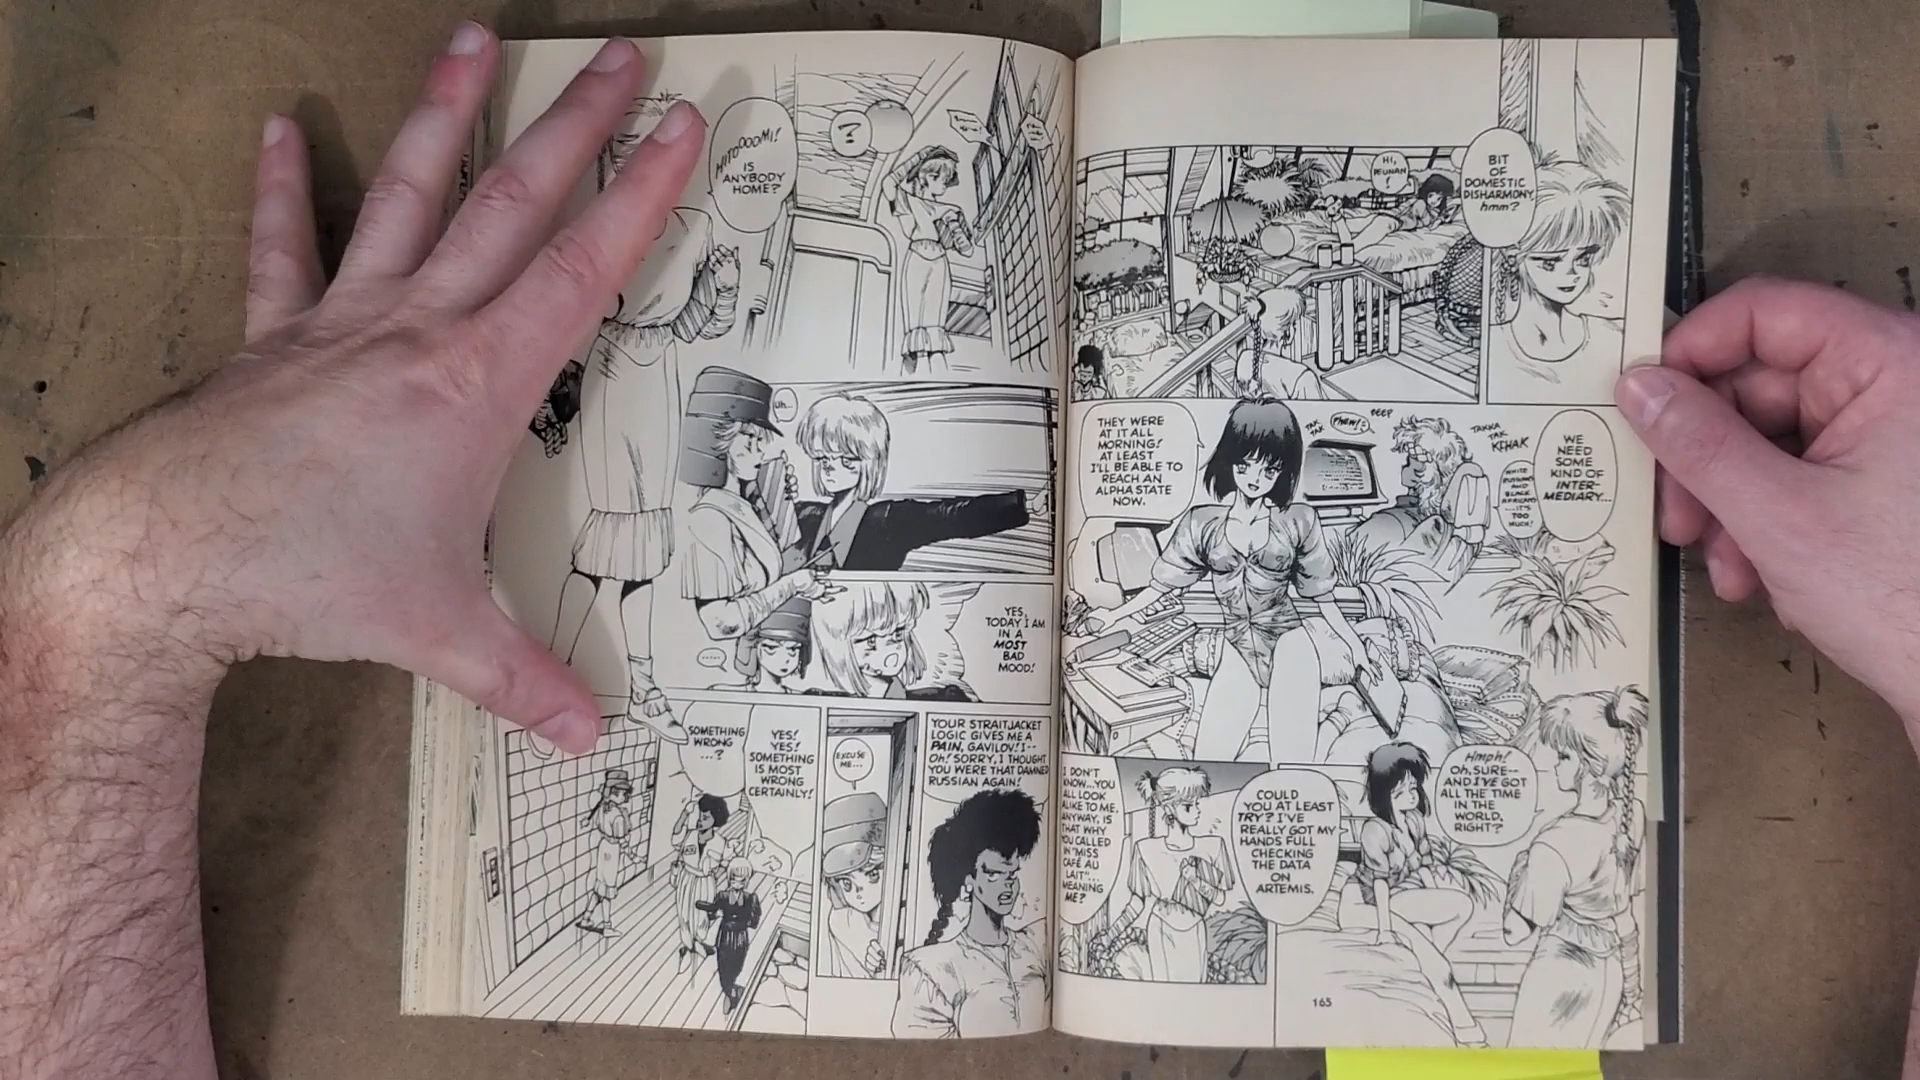 HITOOOOMI!
IS
ANYBODY
HOME?
?
Uh...
YES,
TODAY I AM
IN A
MOST
BAD
MOOD!
......
SOMETHING
WRONG
...?
YES!
YES!
SOMETHING
IS MOST
WRONG
CERTAINLY!
EXCUSE
ME...
YOUR STRAITJACKET
LOGIC GIVES ME A
PAIN, GAVILOV! I--
Oh! SORRY, I THOUGHT
YOU WERE THAT DAMNED
RUSSIAN AGAIN!
HI,
PEUNAN
!
BIT
OF
DOMESTIC
DISHARMONY,
hmm?
THEY WERE
AT IT ALL
MORNING!
AT LEAST
I'LL BE ABLE TO
REACH AN
ALPHA STATE
NOW.
TAK
TAK
Phew!
BEEP
TAKKA
TAK
KCHAK
WHITE
RUSSIANS
AND
BLACK
AFRICANS
...IT'S
TOO
MUCH!
WE
NEED
SOME
KIND OF
INTER-
MEDIARY...
I DON'T
KNOW...YOU
ALL LOOK
ALIKE TO ME.
ANYWAY, IS
THAT WHY
YOU CALLED
IN "MISS
CAFÉ AU
LAIT"...
MEANING
ME?
COULD
YOU AT LEAST
TRY? I'VE
REALLY GOT MY
HANDS FULL
CHECKING
THE DATA
ON
ARTEMIS.
Hmph!
Oh, SURE--
AND I'VE GOT
ALL THE TIME
IN THE
WORLD,
RIGHT?
165